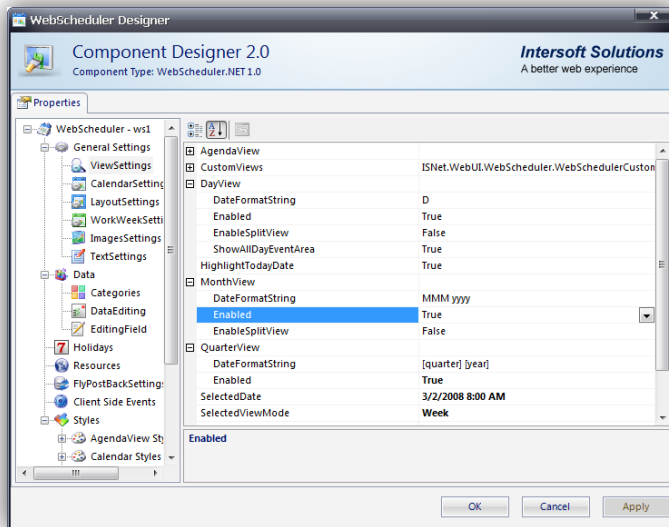 WebScheduler Designer
Component Designer 2.0
Component Type: WebScheduler.NET 1.0
Intersoft Solutions
A better web experience
Properties
WebScheduler - ws1
General Settings
ViewSettings
CalendarSetting
LayoutSettings
WorkWeekSetti
ImagesSettings
TextSettings
Data
Categories
DataEditing
EditingField
7 Holidays
Resources
FlyPostBackSettings
Client Side Events
Styles
AgendaView Sty
Calendar Styles
AgendaView
CustomViews ISNet.WebUI.WebScheduler.WebSchedulerCustom
DayView
DateFormatString D
Enabled True
EnableSplitView False
ShowAllDayEventArea True
HighlightTodayDate True
MonthView
DateFormatString MMM yyyy
Enabled True
EnableSplitView False
QuarterView
DateFormatString [quarter] [year]
Enabled True
SelectedDate 3/2/2008 8:00 AM
SelectedViewMode Week
Enabled
OK Cancel Apply